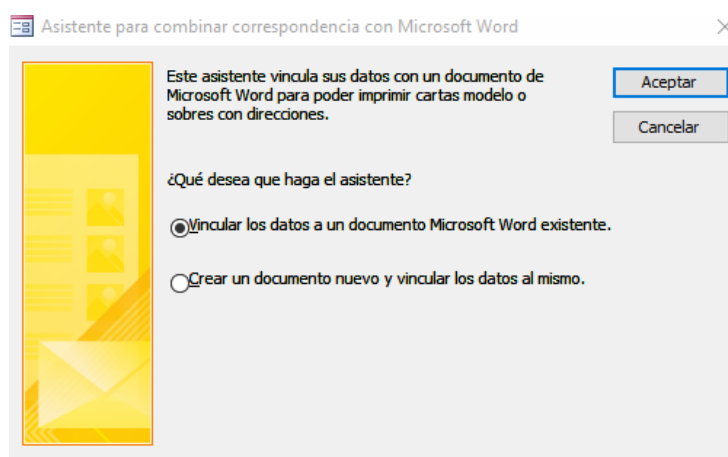 Asistente para combinar correspondencia con Microsoft Word
Este asistente vincula sus datos con un documento de
Microsoft Word para poder imprimir cartas modelo o
sobres con direcciones.
Aceptar
Cancelar
¿Qué desea que haga el asistente?
Vincular los datos a un documento Microsoft Word existente.
Crear un documento nuevo y vincular los datos al mismo.